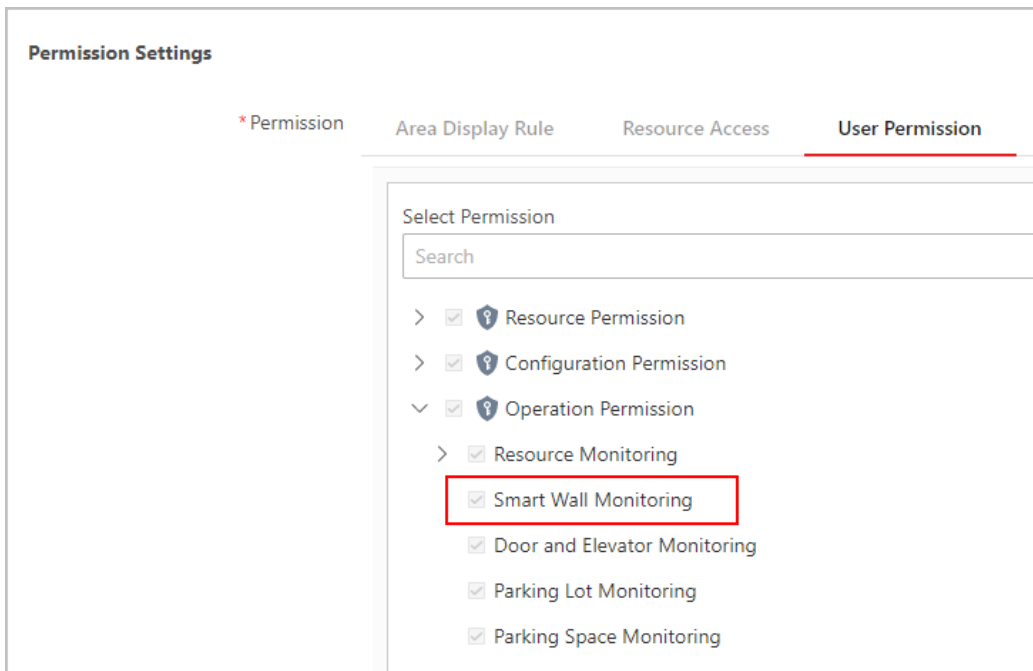 Permission Settings
* Permission
Area Display Rule Resource Access User Permission
Select Permission
Search
Resource Permission
Configuration Permission
Operation Permission
Resource Monitoring
Smart Wall Monitoring
Door and Elevator Monitoring
Parking Lot Monitoring
Parking Space Monitoring